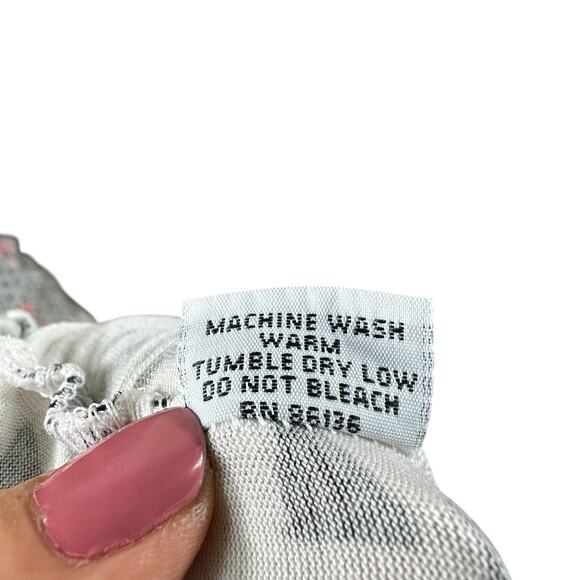 MACHINE WASH
WARM
TUMBLE DRY LOW
DO NOT BLEACH
RN 86136